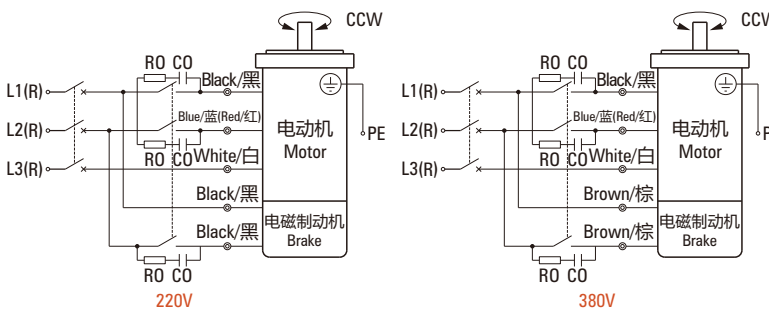 CCW
RO CO
Black/黑
L1(R)
Blue/蓝(Red/红)
L2(R)
电动机
Motor
PE
RO CO
White/白
L3(R)
Black/黑
电磁制动机
Brake
Black/黑
RO CO
220V
CCW
RO CO
Black/黑
L1(R)
Blue/蓝(Red/红)
L2(R)
电动机
Motor
P
RO CO
White/白
L3(R)
Brown/棕
电磁制动机
Brake
Brown/棕
RO CO
380V